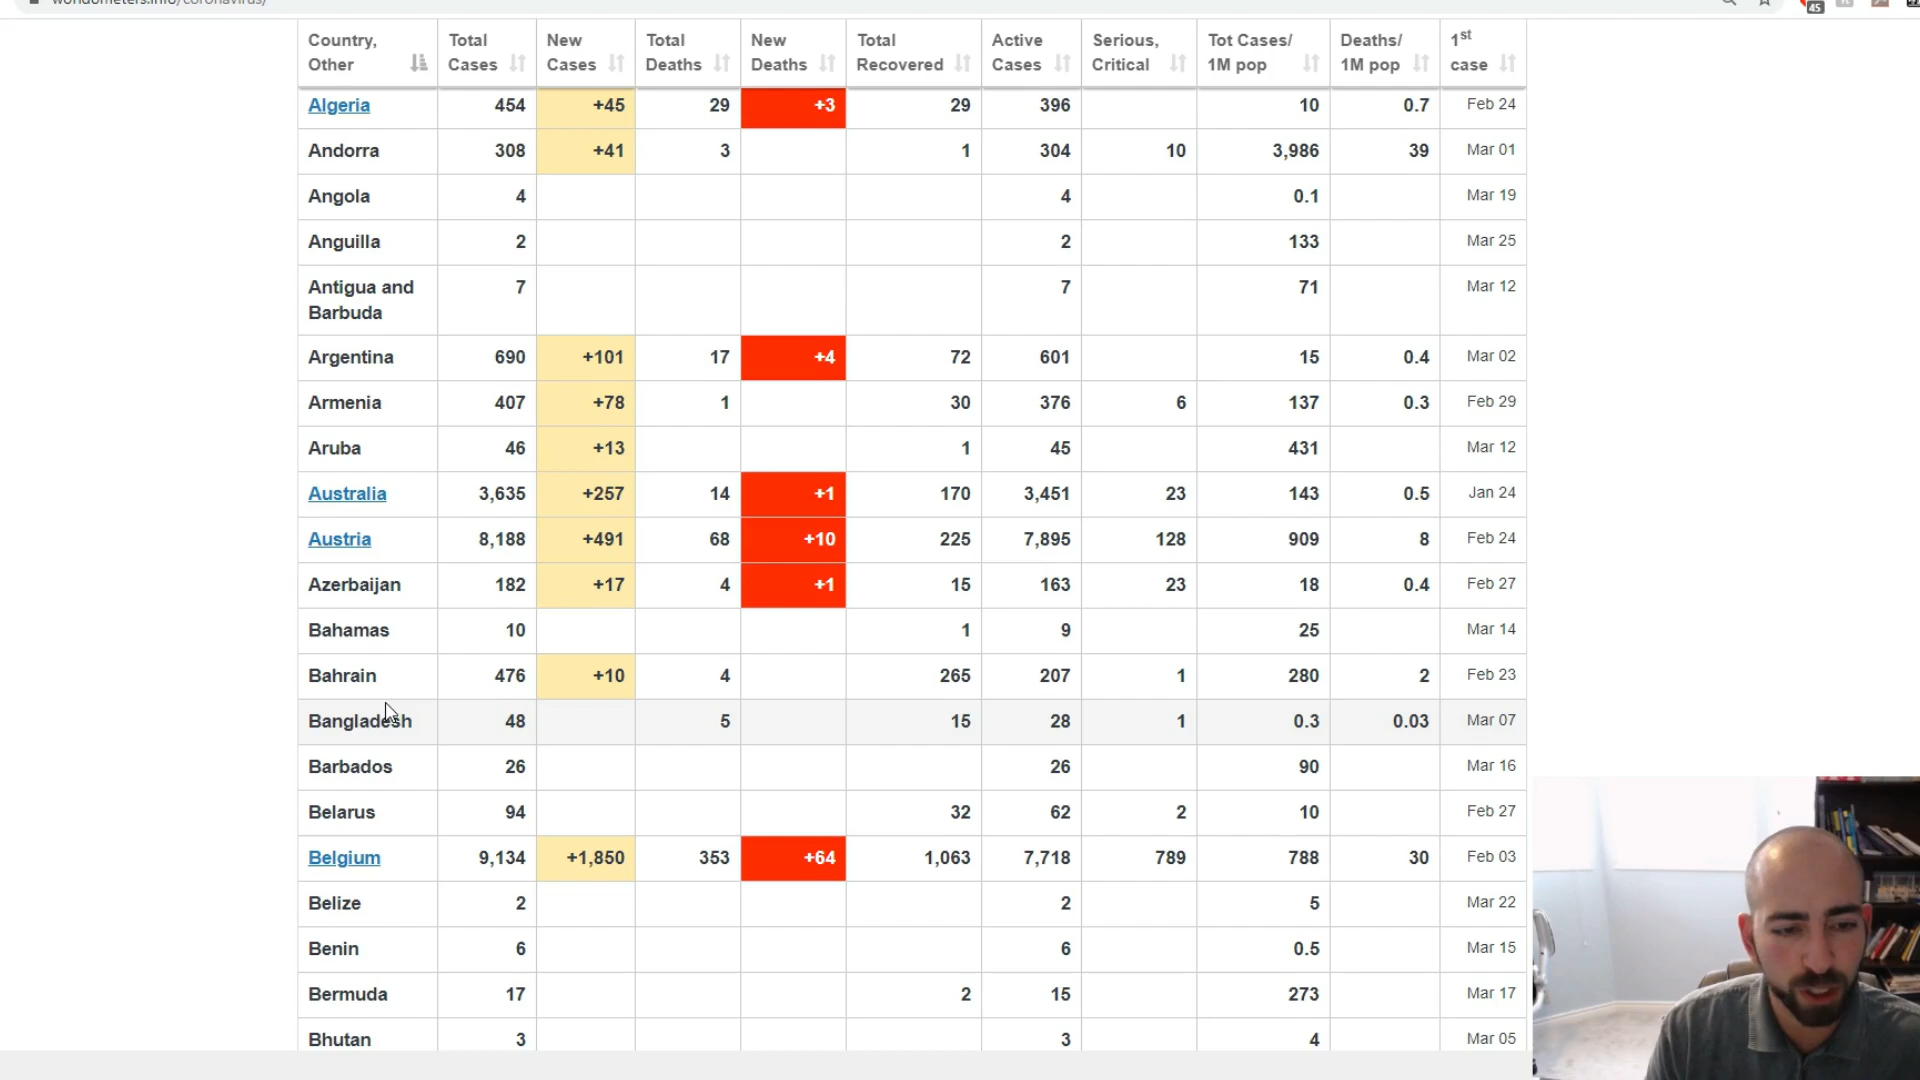 worldometers.info/coronavirus/
45
Country, Other Total Cases New Cases Total Deaths New Deaths Total Recovered Active Cases Serious, Critical Tot Cases/ 1M pop Deaths/ 1M pop 1st case
Algeria 454 +45 29 +3 29 396 10 0.7 Feb 24
Andorra 308 +41 3 1 304 10 3,986 39 Mar 01
Angola 4 4 0.1 Mar 19
Anguilla 2 2 133 Mar 25
Antigua and Barbuda 7 7 71 Mar 12
Argentina 690 +101 17 +4 72 601 15 0.4 Mar 02
Armenia 407 +78 1 30 376 6 137 0.3 Feb 29
Aruba 46 +13 1 45 431 Mar 12
Australia 3,635 +257 14 +1 170 3,451 23 143 0.5 Jan 24
Austria 8,188 +491 68 +10 225 7,895 128 909 8 Feb 24
Azerbaijan 182 +17 4 +1 15 163 23 18 0.4 Feb 27
Bahamas 10 1 9 25 Mar 14
Bahrain 476 +10 4 265 207 1 280 2 Feb 23
Bangladesh 48 5 15 28 1 0.3 0.03 Mar 07
Barbados 26 26 90 Mar 16
Belarus 94 32 62 2 10 Feb 27
Belgium 9,134 +1,850 353 +64 1,063 7,718 789 788 30 Feb 03
Belize 2 2 5 Mar 22
Benin 6 6 0.5 Mar 15
Bermuda 17 2 15 273 Mar 17
Bhutan 3 3 4 Mar 05